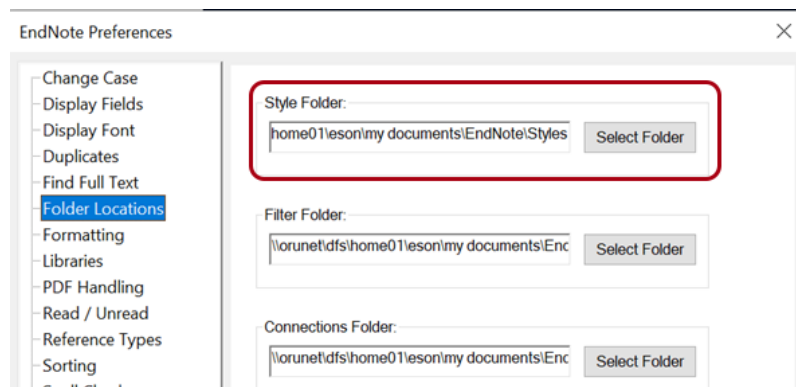 EndNote Preferences
Change Case
Display Fields
Display Font
Duplicates
Find Full Text
Folder Locations
Formatting
Libraries
PDF Handling
Read / Unread
Reference Types
Sorting
Style Folder:
home01\eson\my documents\EndNote\Styles
Select Folder
Filter Folder:
\\orunet\dfs\home01\eson\my documents\Enc
Select Folder
Connections Folder:
\\orunet\dfs\home01\eson\my documents\Enc
Select Folder